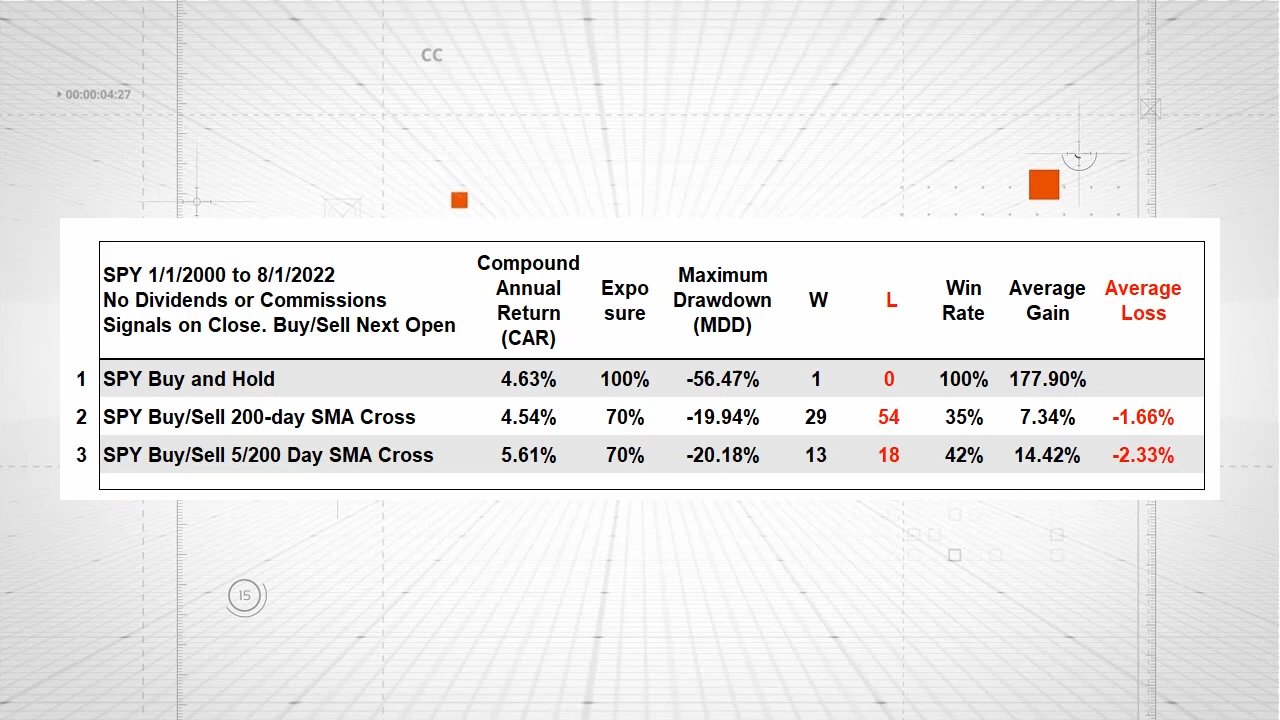 CC
00:00:04:27
SPY 1/1/2000 to 8/1/2022
No Dividends or Commissions
Signals on Close. Buy/Sell Next Open
Compound
Annual
Return
(CAR)
Expo
sure
Maximum
Drawdown
(MDD)
W
L
Win
Rate
Average
Gain
Average
Loss
1 SPY Buy and Hold 4.63% 100% -56.47% 1 0 100% 177.90%
2 SPY Buy/Sell 200-day SMA Cross 4.54% 70% -19.94% 29 54 35% 7.34% -1.66%
3 SPY Buy/Sell 5/200 Day SMA Cross 5.61% 70% -20.18% 13 18 42% 14.42% -2.33%
15